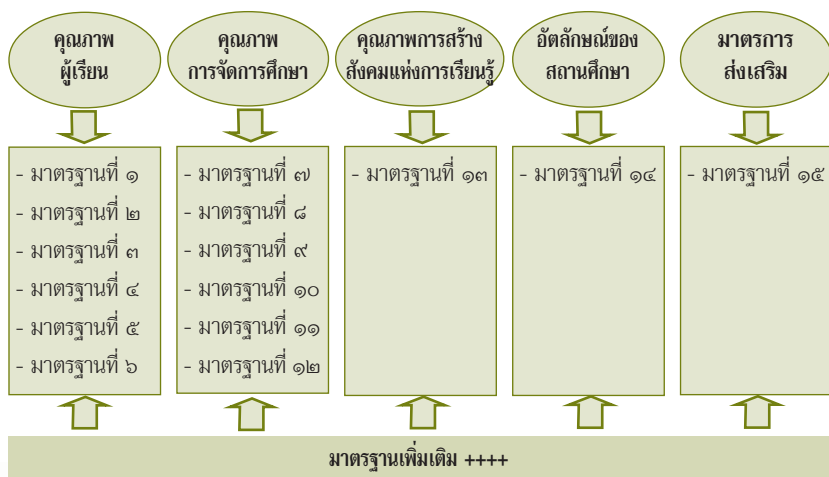 คุณภาพ
ผู้เรียน
คุณภาพ
การจัดการศึกษา
คุณภาพการสร้าง
สังคมแห่งการเรียนรู้
อัตลักษณ์ของ
สถานศึกษา
มาตรการ
ส่งเสริม
- มาตรฐานที่ ๑
- มาตรฐานที่ ๒
- มาตรฐานที่ ๓
- มาตรฐานที่ ๔
- มาตรฐานที่ ๕
- มาตรฐานที่ ๖
- มาตรฐานที่ ๗
- มาตรฐานที่ ๘
- มาตรฐานที่ ๙
- มาตรฐานที่ ๑๐
- มาตรฐานที่ ๑๑
- มาตรฐานที่ ๑๒
- มาตรฐานที่ ๑๓
- มาตรฐานที่ ๑๔
- มาตรฐานที่ ๑๕
มาตรฐานเพิ่มเติม ++++